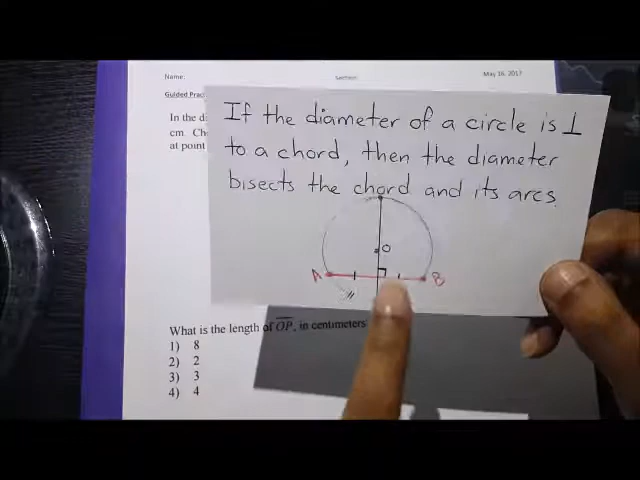 Name:
Section:
May 16, 2017
Guided Prac
In the di
cm. Ch
at point
If the diameter of a circle is ⊥
to a chord, then the diameter
bisects the chord and its arcs.
O
A
B
What is the length of OP, in centimeters
1) 8
2) 2
3) 3
4) 4